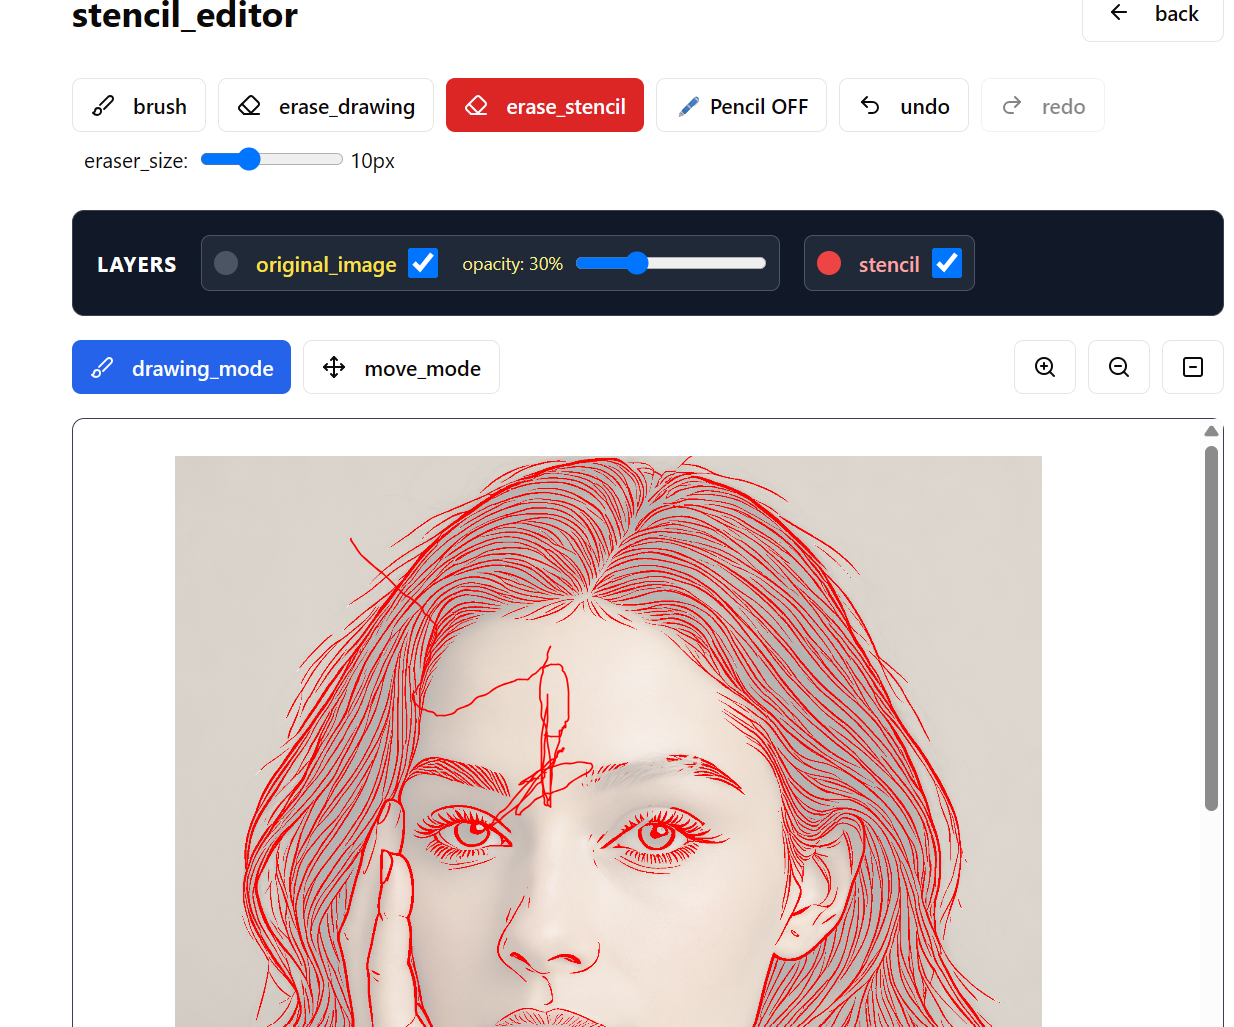 stencil_editor
back
brush
erase_drawing
erase_stencil
Pencil OFF
undo
redo
eraser_size:
10px
LAYERS
original_image
opacity: 30%
stencil
drawing_mode
move_mode